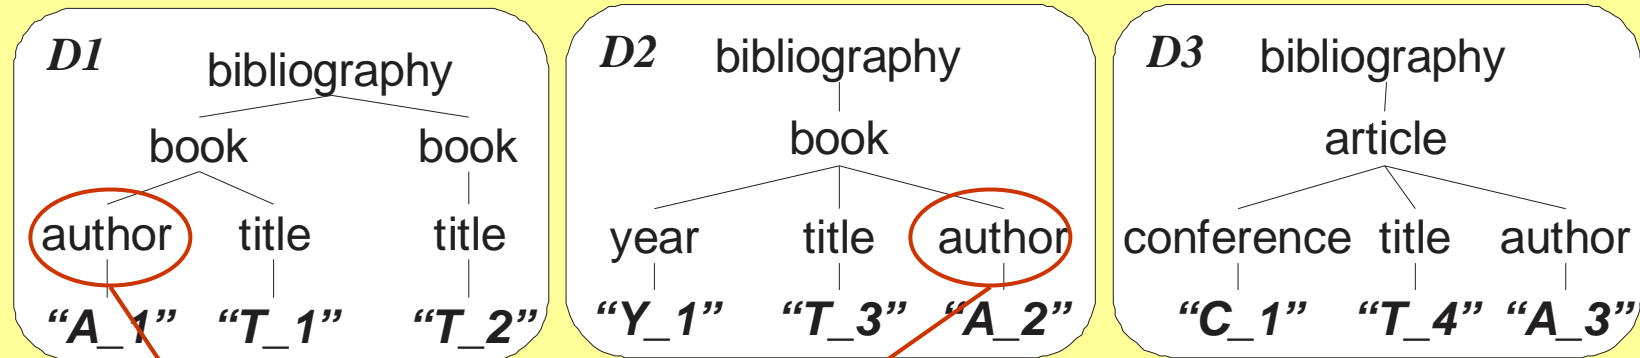 D1
bibliography
book book
author title title
“A_1” “T_1” “T_2”
D2
bibliography
book
year title author
“Y_1” “T_3” “A_2”
D3
bibliography
article
conference title author
“C_1” “T_4” “A_3”